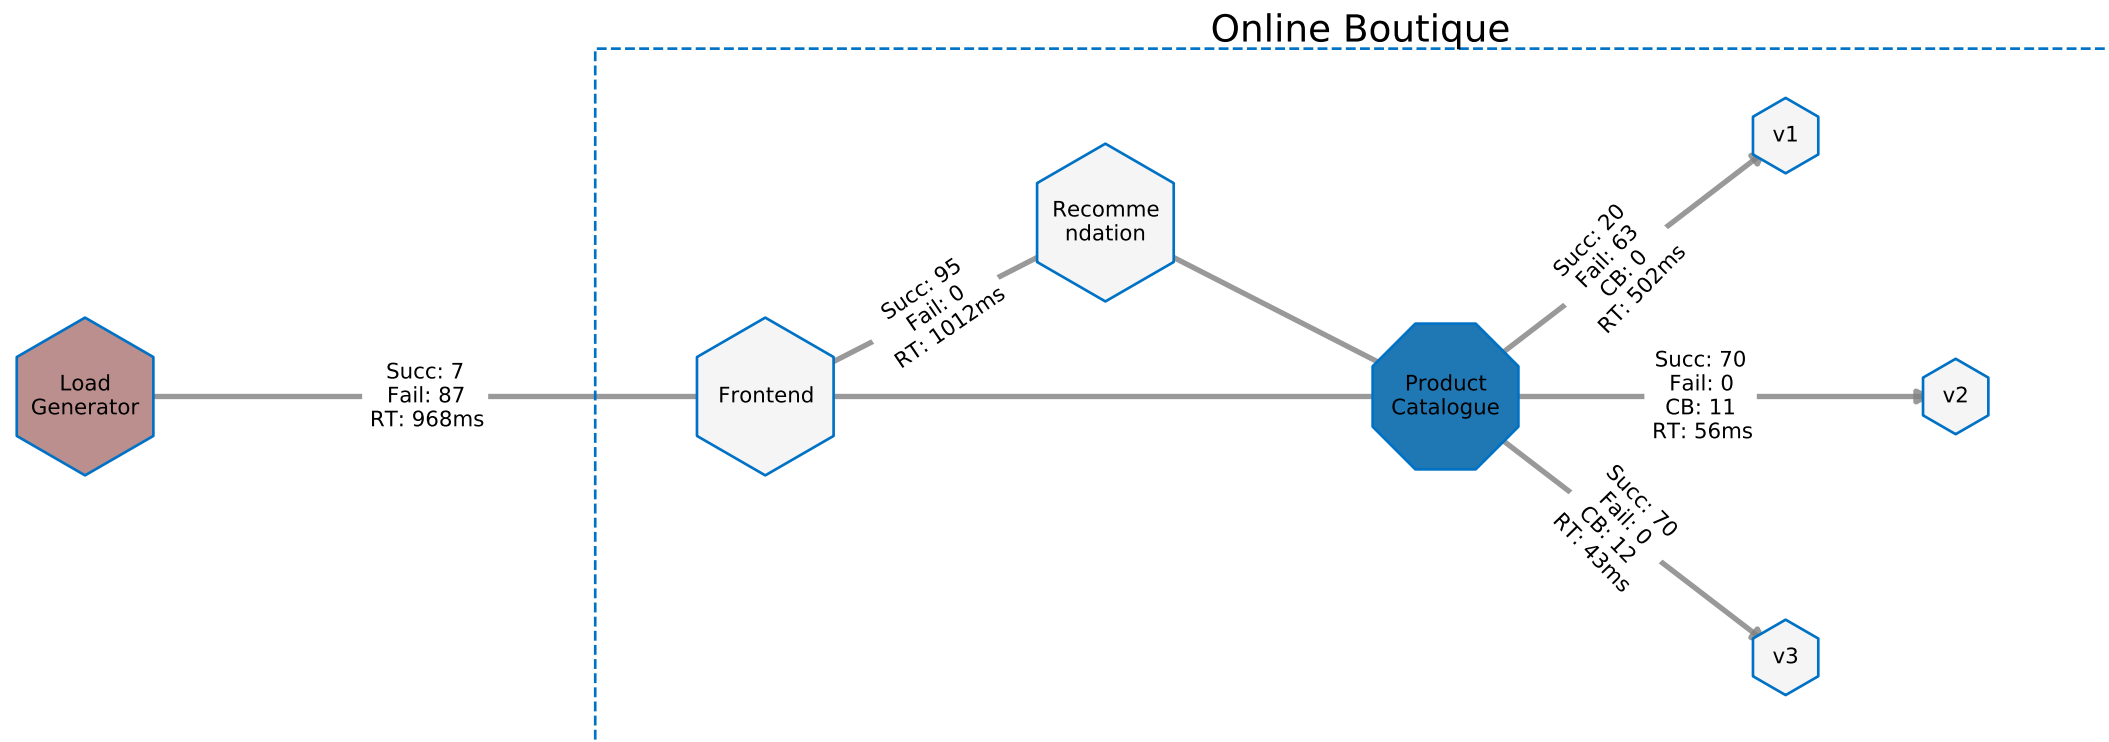 Online Boutique
Load
Generator
Succ: 7
Fail: 87
RT: 968ms
Frontend
Succ: 95
Fail: 0
RT: 1012ms
Recomme
ndation
Product
Catalogue
Succ: 20
Fail: 63
CB: 0
RT: 502ms
v1
Succ: 70
Fail: 0
CB: 11
RT: 56ms
v2
Succ: 70
Fail: 0
CB: 12
RT: 43ms
v3